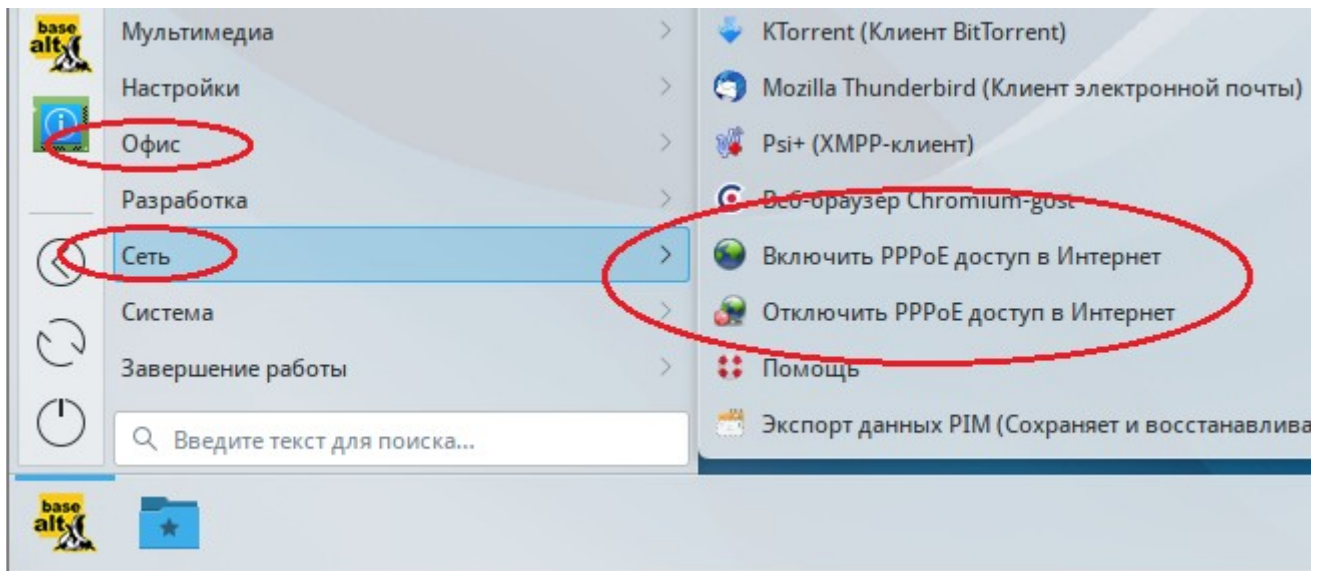 base
alt
Мультимедиа
Настройки
Офис
Разработка
Сеть
Система
Завершение работы
Введите текст для поиска...
KTorrent (Клиент BitTorrent)
Mozilla Thunderbird (Клиент электронной почты)
Psi+ (XMPP-клиент)
Веб-браузер Chromium-gost
Включить PPPoE доступ в Интернет
Отключить PPPoE доступ в Интернет
Помощь
Экспорт данных PIM (Сохраняет и восстанавлива
base
alt